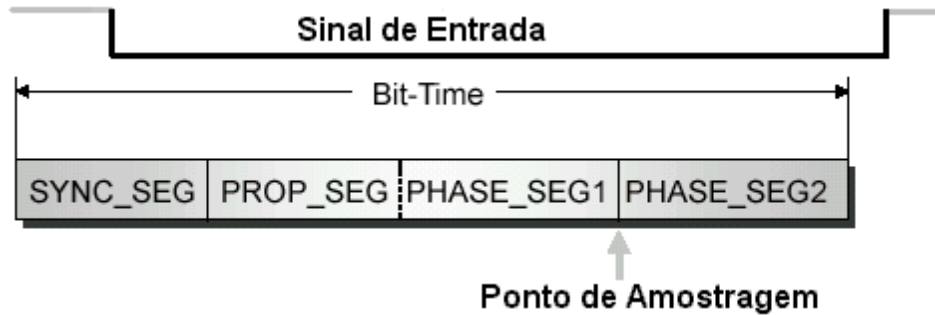 Sinal de Entrada
Bit-Time
SYNC_SEG PROP_SEG PHASE_SEG1 PHASE_SEG2
Ponto de Amostragem